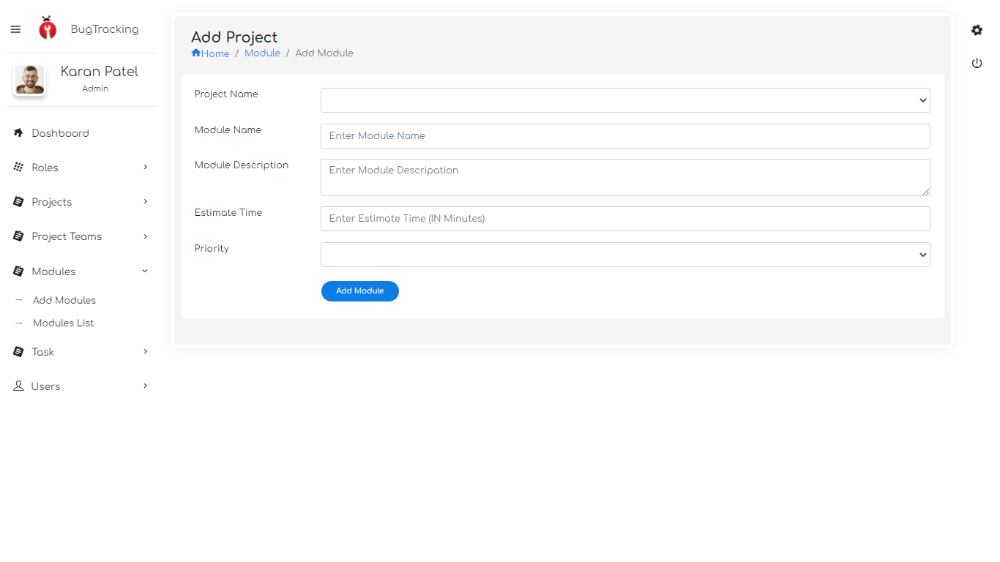 BugTracking
Karan Patel
Admin
Dashboard
Roles
Projects
Project Teams
Modules
Add Modules
Modules List
Task
Users
Add Project
Home / Module / Add Module
Project Name
Module Name
Enter Module Name
Module Description
Enter Module Descripation
Estimate Time
Enter Estimate Time (IN Minutes)
Priority
Add Module